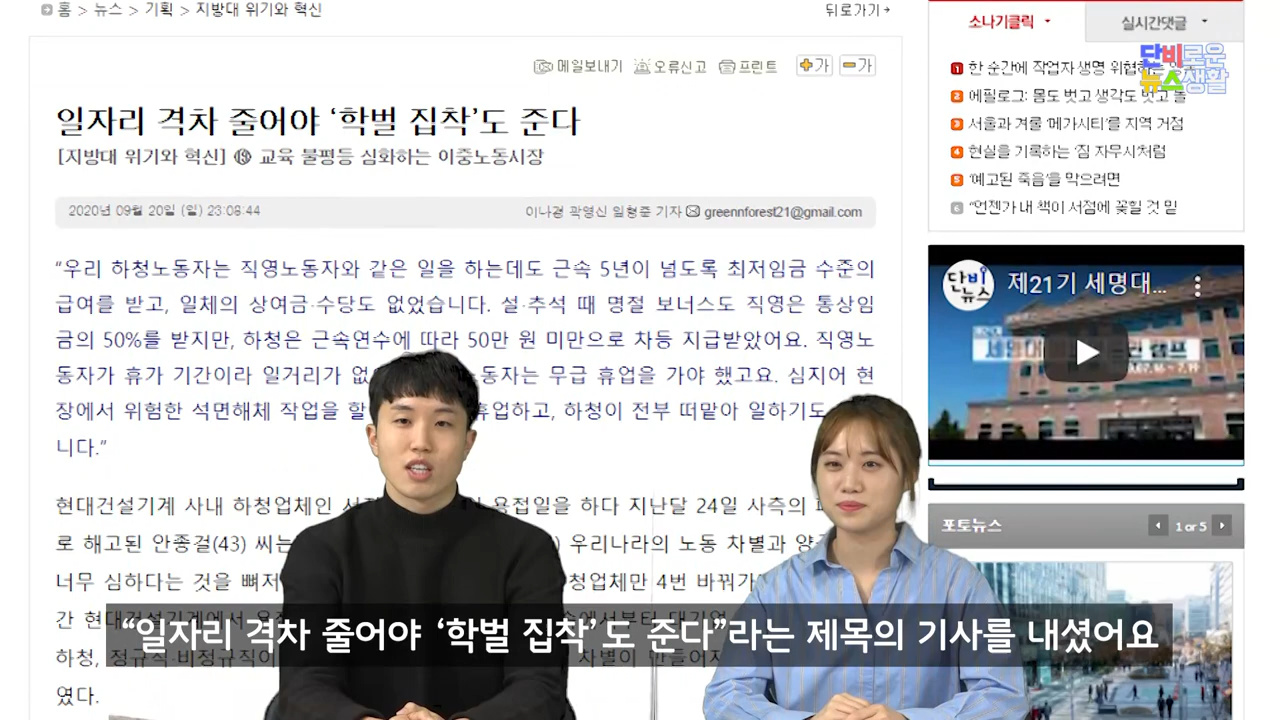 홈 > 뉴스 > 기획 > 지방대 위기와 혁신
뒤로가기
메일보내기 오류신고 프린트 가 가
일자리 격차 줄어야 ‘학벌 집착’도 준다
[지방대 위기와 혁신] ⑲ 교육 불평등 심화하는 이중노동시장
2020년 09월 20일 (일) 23:08:44
이나경 곽영신 임형준 기자 greennforest21@gmail.com
“우리 하청노동자는 직영노동자와 같은 일을 하는데도 근속 5년이 넘도록 최저임금 수준의
급여를 받고, 일체의 상여금·수당도 없었습니다. 설·추석 때 명절 보너스도 직영은 통상임
금의 50%를 받지만, 하청은 근속연수에 따라 50만 원 미만으로 차등 지급받았어요. 직영노
동자가 휴가 기간이라 일거리가 없 노동자는 무급 휴업을 가야 했고요. 심지어 현
장에서 위험한 석면해체 작업을 할 휴업하고, 하청이 전부 떠맡아 일하기도
니다.”
현대건설기계 사내 하청업체인 용접일을 하다 지난달 24일 사측의
로 해고된 안종걸(43) 씨는 우리나라의 노동 차별과
너무 심하다는 것을 뼈저 청업체만 4번 바뀌가
간 현대건설기계에서
하청, 정규직·비정규직이 차별이 만들어
였다.
“일자리 격차 줄어야 ‘학벌 집착’도 준다”라는 제목의 기사를 내셨어요
소나기클릭 실시간댓글
단비로운
뉴스생활
1 한 순간에 작업자 생명 위협하는
2 에필로그: 몸도 벗고 생각도 벗고 놀
3 서울과 겨룰 ‘메가시티’를 지역 거점
4 현실을 기록하는 ‘짐 자무시’처럼
5 ‘예고된 죽음’을 막으려면
6 “언젠가 내 책이 서점에 꽂힐 것 믿
단비뉴스
제21기 세명대...
포토뉴스
1 or 5